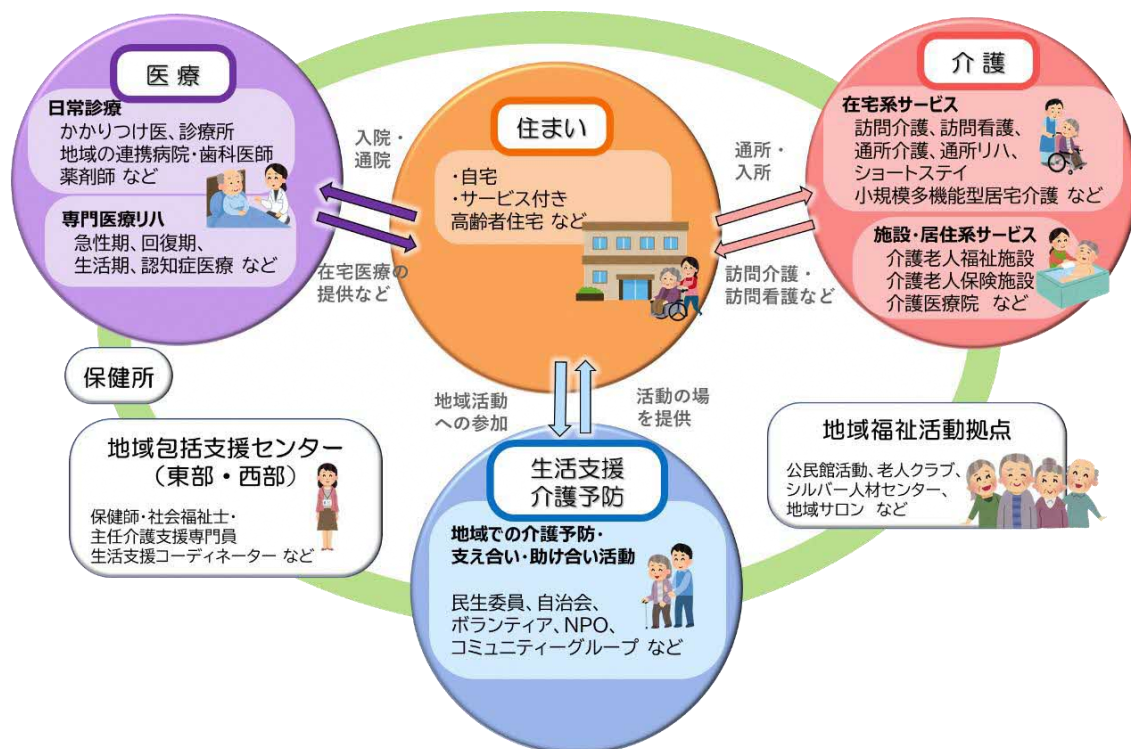 医療
日常診療
かかりつけ医、診療所
地域の連携病院・歯科医師
薬剤師 など
専門医療リハ
急性期、回復期、
生活期、認知症医療 など
入院・
通院
在宅医療の
提供など
住まい
・自宅
・サービス付き
高齢者住宅 など
通所・
入所
訪問介護・
訪問看護など
介護
在宅系サービス
訪問介護、訪問看護、
通所介護、通所リハ、
ショートステイ
小規模多機能型居宅介護 など
施設・居住系サービス
介護老人福祉施設
介護老人保険施設
介護医療院 など
保健所
地域包括支援センター
（東部・西部）
保健師・社会福祉士・
主任介護支援専門員
生活支援コーディネーター など
地域活動
への参加
活動の場
を提供
生活支援
介護予防
地域での介護予防・
支え合い・助け合い活動
民生委員、自治会、
ボランティア、NPO、
コミュニティーグループ など
地域福祉活動拠点
公民館活動、老人クラブ、
シルバー人材センター、
地域サロン など